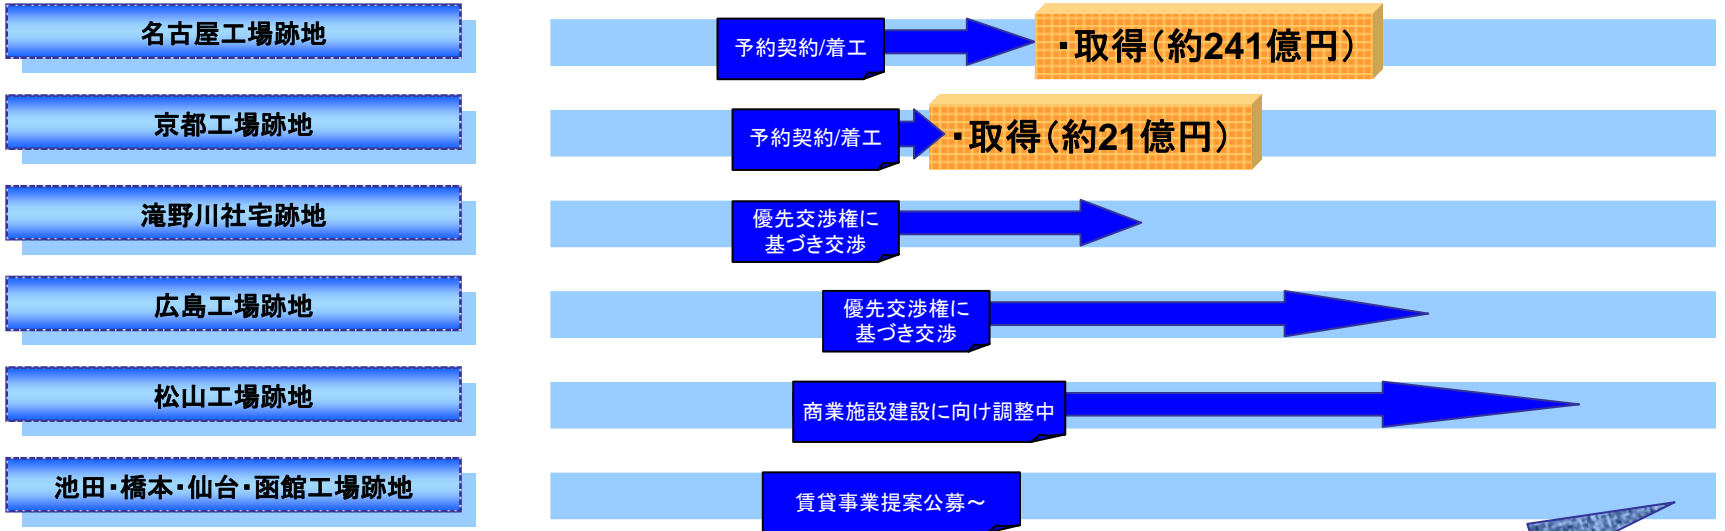 名古屋工場跡地
予約契約/着工
・取得(約241億円)
京都工場跡地
予約契約/着工
・取得(約21億円)
滝野川社宅跡地
優先交渉権に
基づき交渉
広島工場跡地
優先交渉権に
基づき交渉
松山工場跡地
商業施設建設に向け調整中
池田・橋本・仙台・函館工場跡地
賃貸事業提案公募～